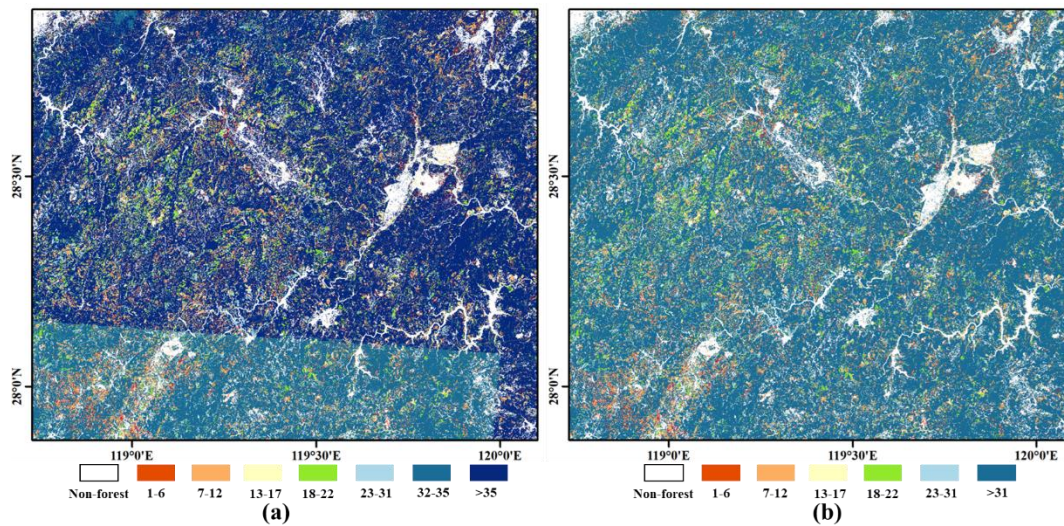 28°30'N
28°0'N
119°0'E
119°30'E
120°0'E
Non-forest
1-6
7-12
13-17
18-22
23-31
32-35
>35
(a)
28°30'N
28°0'N
119°0'E
119°30'E
120°0'E
Non-forest
1-6
7-12
13-17
18-22
23-31
>31
(b)